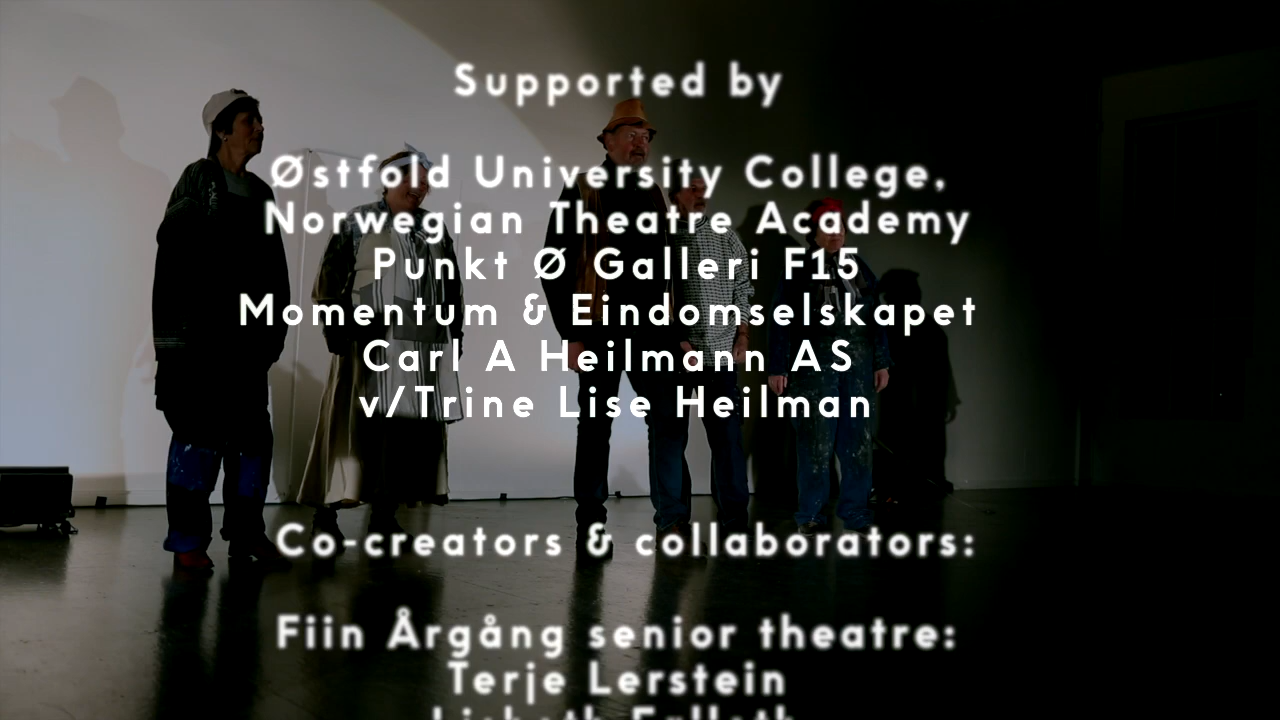 Supported by
Østfold University College,
Norwegian Theatre Academy
Punkt Ø Galleri F15
Momentum & Eindomselskapet
Carl A Heilmann AS
v/Trine Lise Heilman
Co-creators & collaborators:
Fiin Årgång senior theatre:
Terje Lerstein